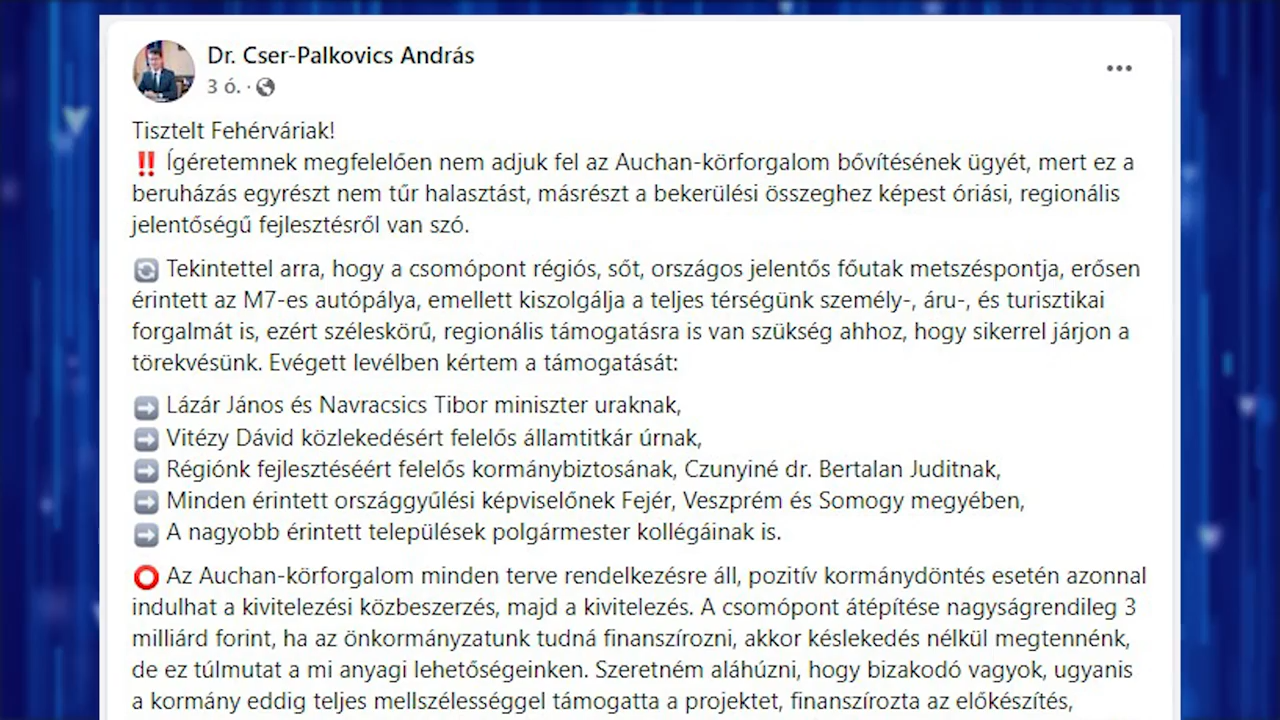 Dr. Cser-Palkovics András
3 ó. ·
Tisztelt Fehérváriak!
‼️ Ígéretemnek megfelelően nem adjuk fel az Auchan-körforgalom bővítésének ügyét, mert ez a
beruházás egyrészt nem tűr halasztást, másrészt a bekerülési összeghez képest óriási, regionális
jelentőségű fejlesztésről van szó.
🔄 Tekintettel arra, hogy a csomópont régiós, sőt, országos jelentős főutak metszéspontja, erősen
érintett az M7-es autópálya, emellett kiszolgálja a teljes térségünk személy-, áru-, és turisztikai
forgalmát is, ezért széleskörű, regionális támogatásra is van szükség ahhoz, hogy sikerrel járjon a
törekvésünk. Evégett levélben kértem a támogatását:
➡️ Lázár János és Navracsics Tibor miniszter uraknak,
➡️ Vitézy Dávid közlekedésért felelős államtitkár úrnak,
➡️ Régiónk fejlesztéséért felelős kormánybiztosának, Czunyiné dr. Bertalan Juditnak,
➡️ Minden érintett országgyűlési képviselőnek Fejér, Veszprém és Somogy megyében,
➡️ A nagyobb érintett települések polgármester kollégáinak is.
⭕ Az Auchan-körforgalom minden terve rendelkezésre áll, pozitív kormánydöntés esetén azonnal
indulhat a kivitelezési közbeszerzés, majd a kivitelezés. A csomópont átépítése nagyságrendileg 3
milliárd forint, ha az önkormányzatunk tudná finanszírozni, akkor késlekedés nélkül megtennénk,
de ez túlmutat a mi anyagi lehetőségeinken. Szeretném aláhúzni, hogy bizakodó vagyok, ugyanis
a kormány eddig teljes mellszélességgel támogatta a projektet, finanszírozta az előkészítés,